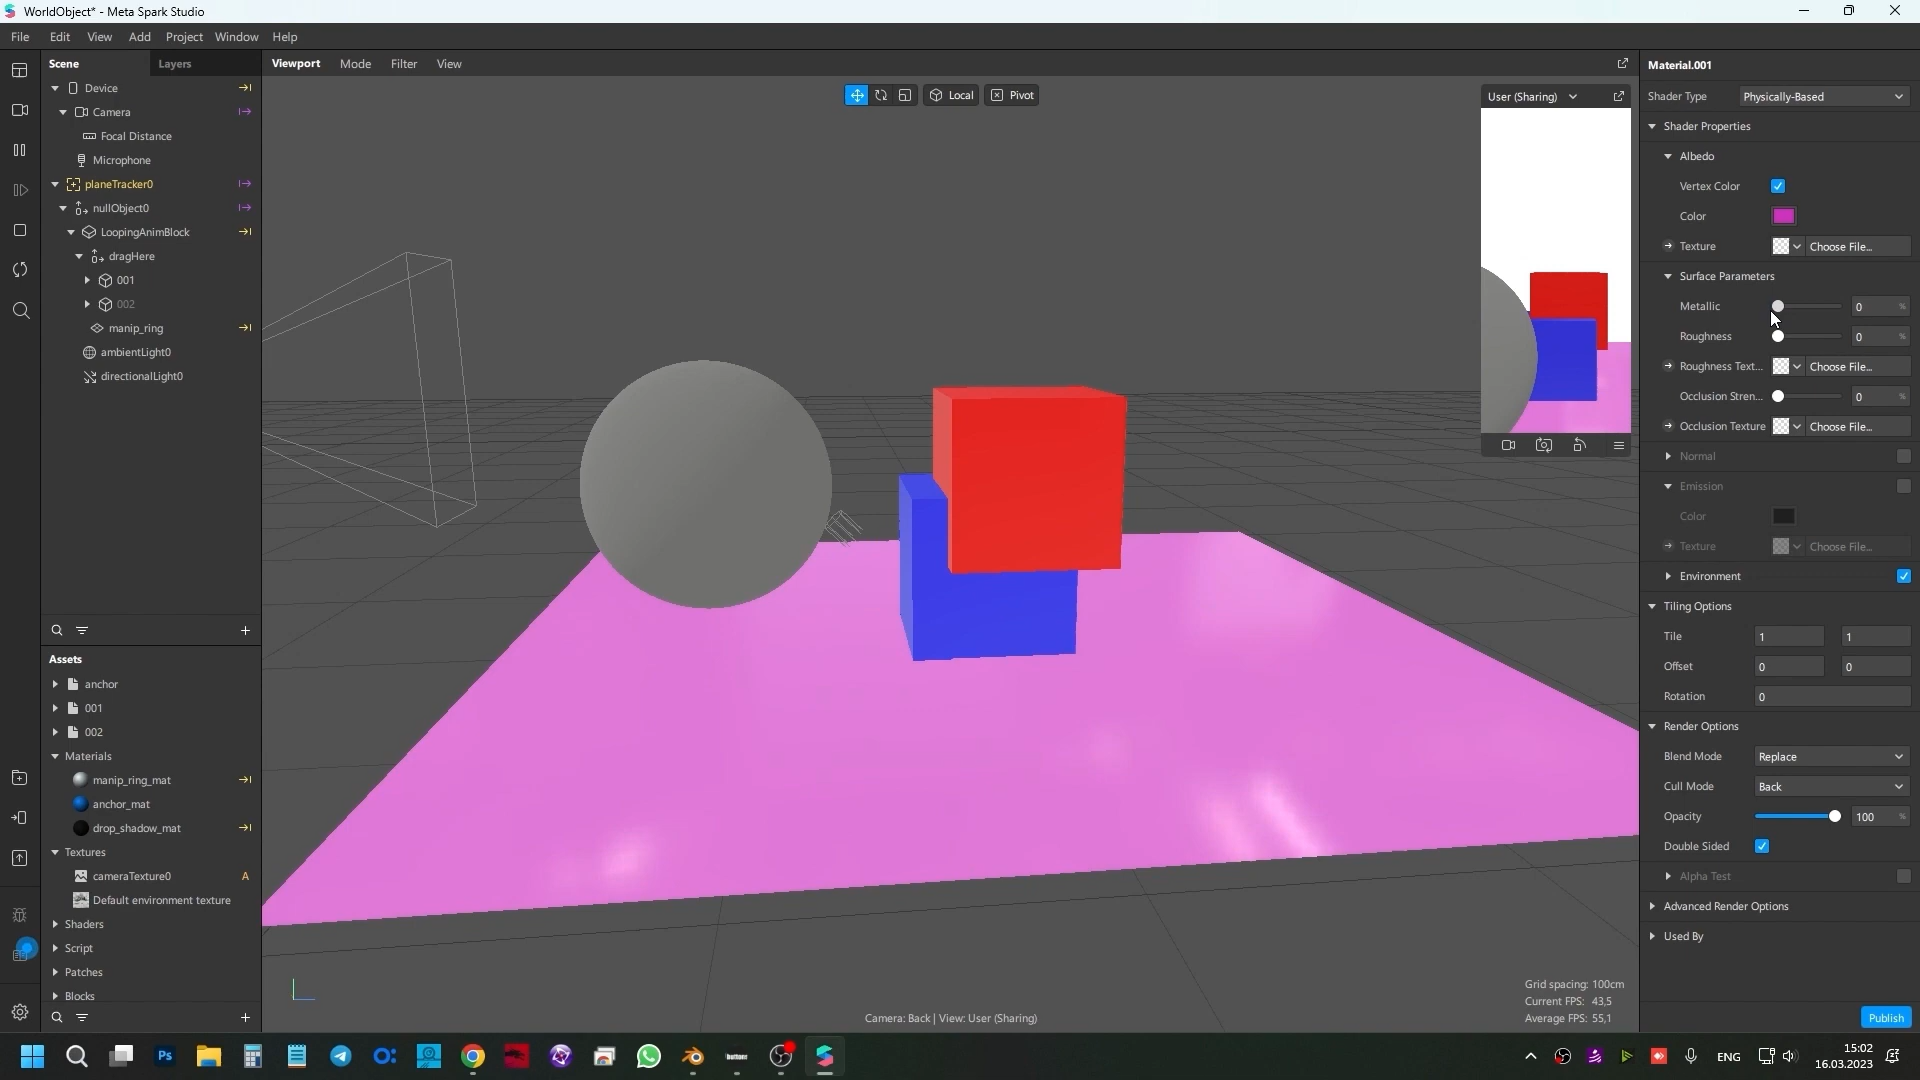 WorldObject* - Meta Spark Studio
File Edit View Add Project Window Help
Scene Layers
Device
Camera
Focal Distance
Microphone
planeTracker0
nullObject0
LoopingAnimBlock
dragHere
001
002
manip_ring
ambientLight0
directionalLight0
Assets
anchor
001
002
Materials
manip_ring_mat
anchor_mat
drop_shadow_mat
Textures
cameraTexture0 A
Default environment texture
Shaders
Script
Patches
Blocks
Viewport Mode Filter View
Local Pivot
User (Sharing)
Grid spacing: 100cm
Current FPS: 43,5
Average FPS: 55,1
Camera: Back | View: User (Sharing)
Material.001
Shader Type Physically-Based
Shader Properties
Albedo
Vertex Color
Color
Texture Choose File...
Surface Parameters
Metallic 0 %
Roughness 0 %
Roughness Text... Choose File...
Occlusion Stren... 0 %
Occlusion Texture Choose File...
Normal
Emission
Color
Texture Choose File...
Environment
Tiling Options
Tile 1 1
Offset 0 0
Rotation 0
Render Options
Blend Mode Replace
Cull Mode Back
Opacity 100 %
Double Sided
Alpha Test
Advanced Render Options
Used By
Publish
Ps
ENG
15:02
16.03.2023